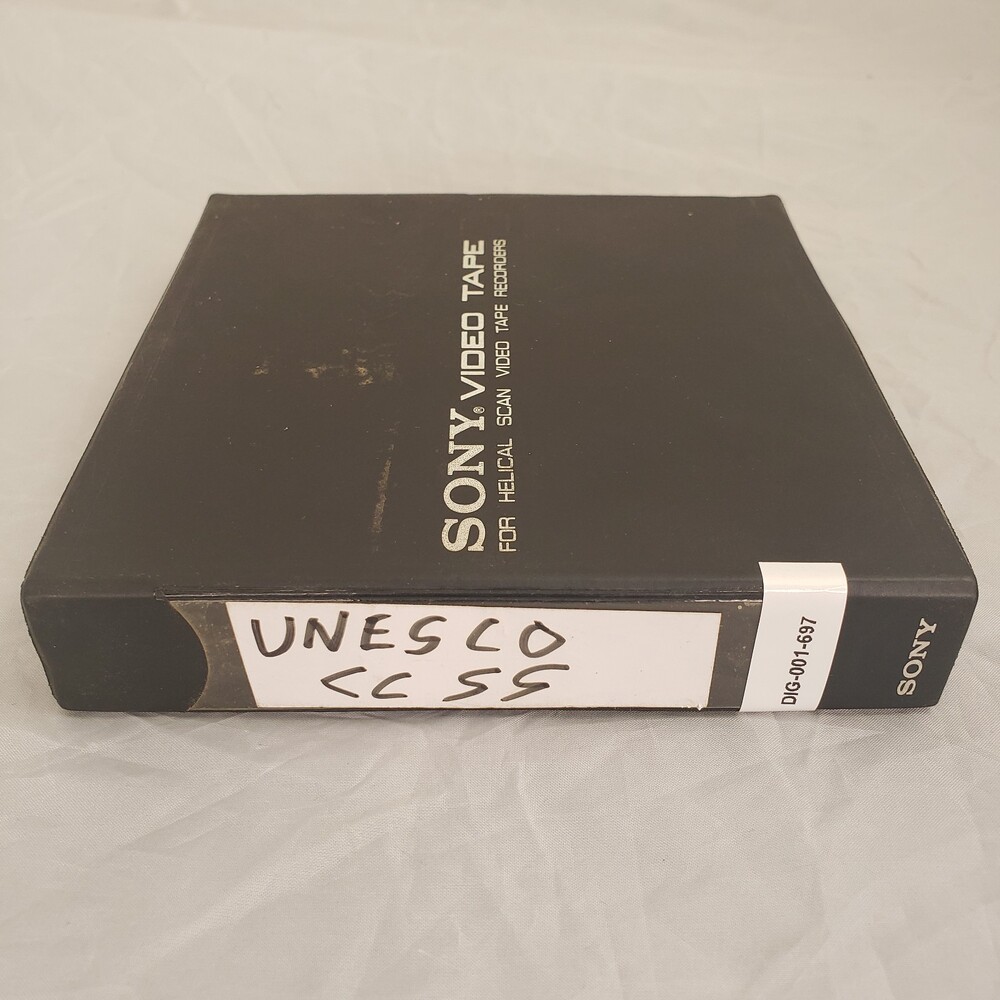 SONY® VIDEO TAPE
FOR HELICAL SCAN VIDEO TAPE RECORDERS
UNESCO
CC 55
DIG-001-697
SONY